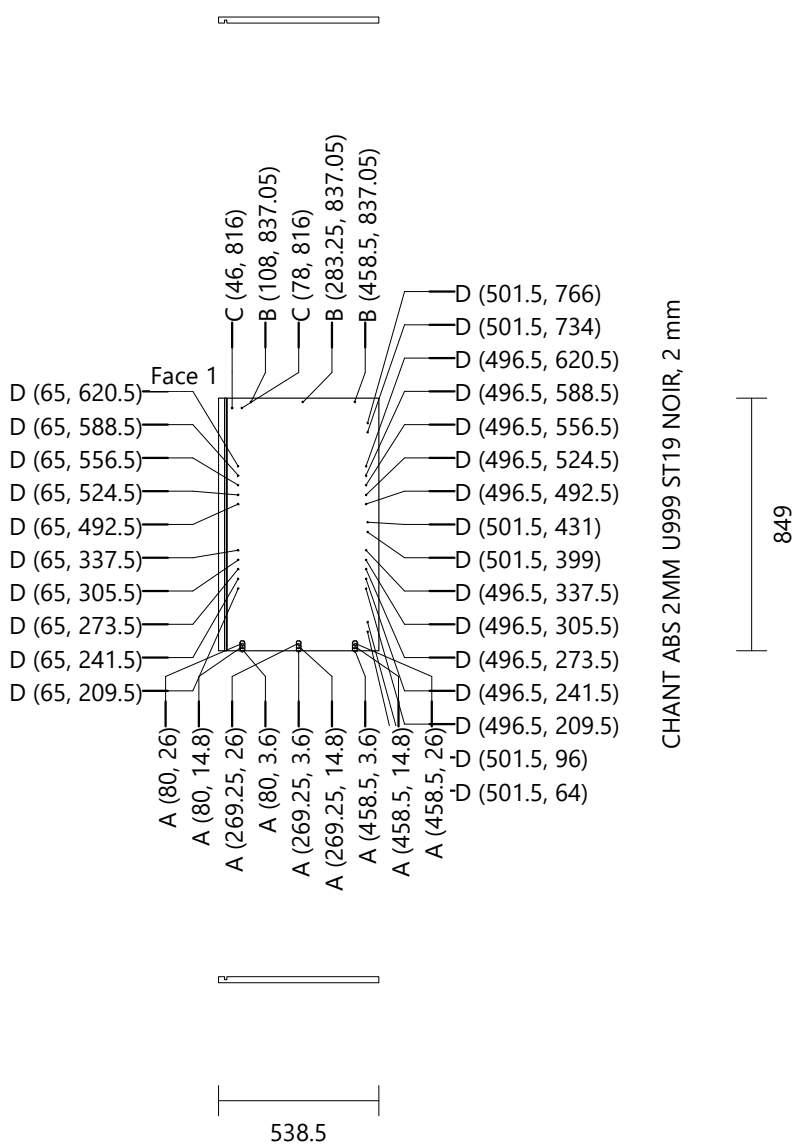 C (46, 816)
B (108, 837.05)
C (78, 816)
B (283.25, 837.05)
B (458.5, 837.05)
Face 1
D (65, 620.5)
D (65, 588.5)
D (65, 556.5)
D (65, 524.5)
D (65, 492.5)
D (65, 337.5)
D (65, 305.5)
D (65, 273.5)
D (65, 241.5)
D (65, 209.5)
D (501.5, 766)
D (501.5, 734)
D (496.5, 620.5)
D (496.5, 588.5)
D (496.5, 556.5)
D (496.5, 524.5)
D (496.5, 492.5)
D (501.5, 431)
D (501.5, 399)
D (496.5, 337.5)
D (496.5, 305.5)
D (496.5, 273.5)
D (496.5, 241.5)
D (496.5, 209.5)
D (501.5, 96)
D (501.5, 64)
CHANT ABS 2MM U999 ST19 NOIR, 2 mm
849
A (80, 26)
A (80, 14.8)
A (269.25, 26)
A (80, 3.6)
A (269.25, 3.6)
A (269.25, 14.8)
A (458.5, 3.6)
A (458.5, 14.8)
A (458.5, 26)
538.5